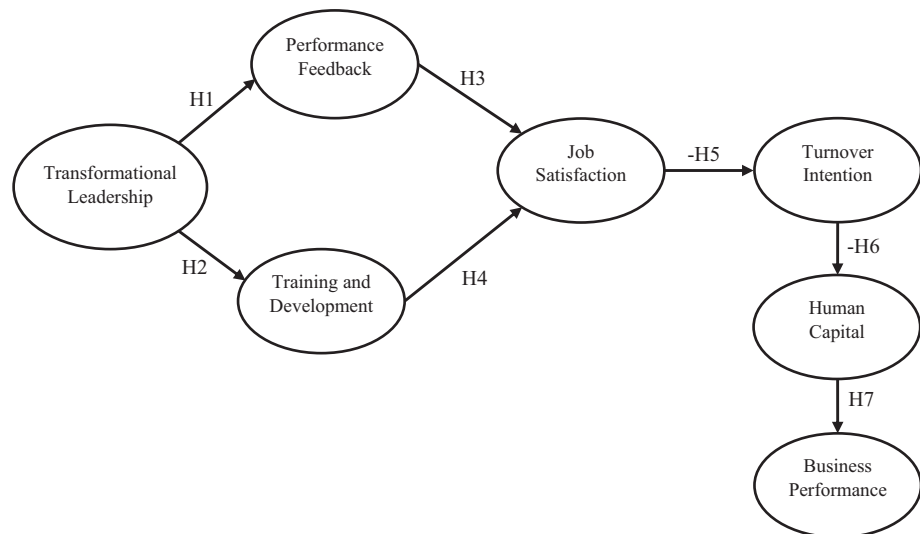 Performance
Feedback
H1
H3
Transformational
Leadership
Job
Satisfaction
-H5
Turnover
Intention
H2
H4
-H6
Training and
Development
Human
Capital
H7
Business
Performance